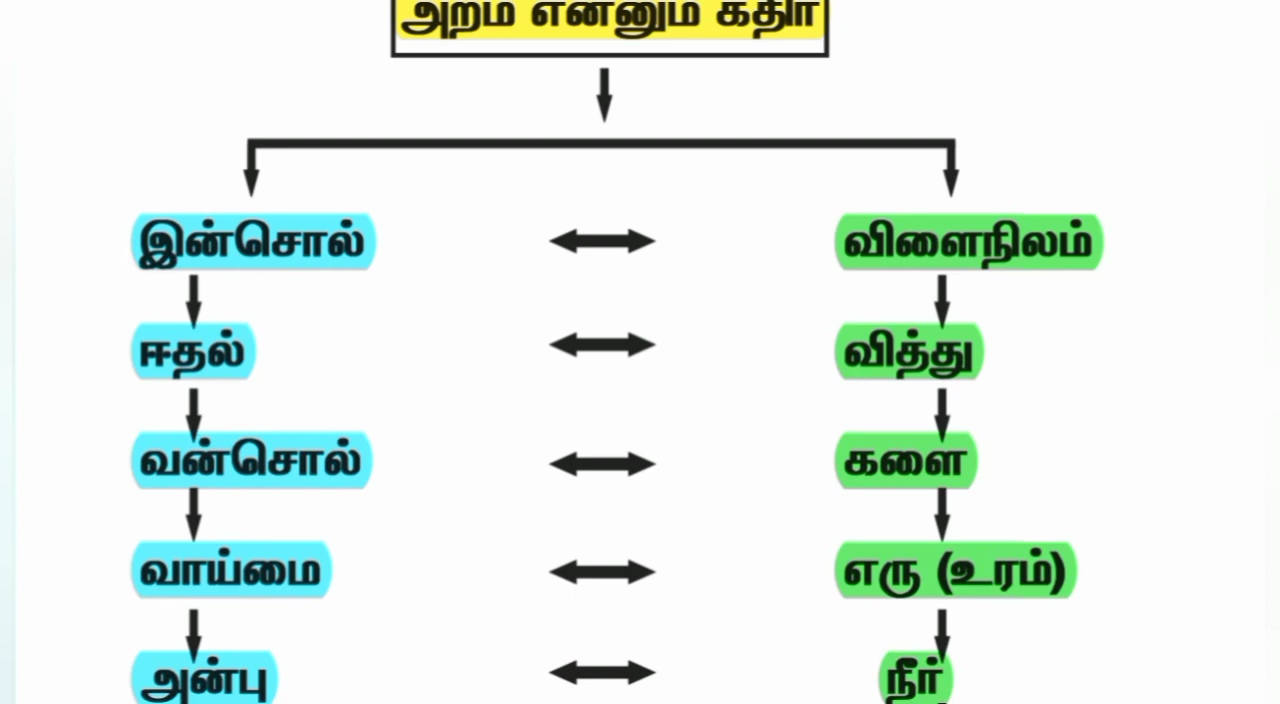 அறம் என்னும் கதிர்
இன்சொல் விளைநிலம்
ஈதல் வித்து
வன்சொல் களை
வாய்மை எரு (உரம்)
அன்பு நீர்